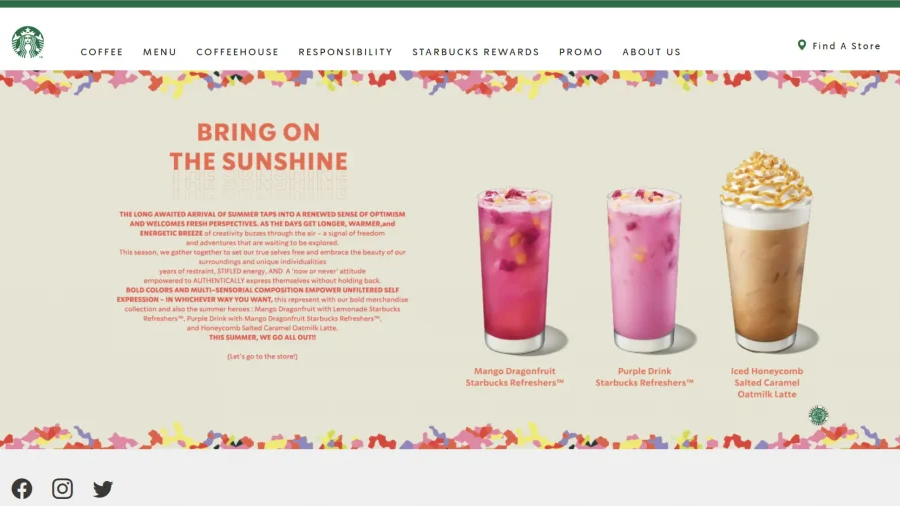 COFFEE MENU COFFEEHOUSE RESPONSIBILITY STARBUCKS REWARDS PROMO ABOUT US
Find A Store
BRING ON
THE SUNSHINE
THE LONG AWAITED ARRIVAL OF SUMMER TAPS INTO A RENEWED SENSE OF OPTIMISM
AND WELCOMES FRESH PERSPECTIVES. AS THE DAYS GET LONGER, WARMER,and
ENERGETIC BREEZE of creativity buzzes through the air – a signal of freedom
and adventures that are waiting to be explored.
This season, we gather together to set our true selves free and embrace the beauty of our
surroundings and unique individualities
years of restraint, STIFLED energy, AND A 'now or never' attitude
empowered to AUTHENTICALLY express themselves without holding back.
BOLD COLORS AND MULTI-SENSORIAL COMPOSITION EMPOWER UNFILTERED SELF
EXPRESSION – IN WHICHEVER WAY YOU WANT, this represent with our bold merchandise
collection and also the summer heroes : Mango Dragonfruit with Lemonade Starbucks
Refreshers™, Purple Drink with Mango Dragonfruit Starbucks Refreshers™,
and Honeycomb Salted Caramel Oatmilk Latte.
THIS SUMMER, WE GO ALL OUT!!
(Let's go to the store!)
Mango Dragonfruit
Starbucks Refreshers™
Purple Drink
Starbucks Refreshers™
Iced Honeycomb
Salted Caramel
Oatmilk Latte